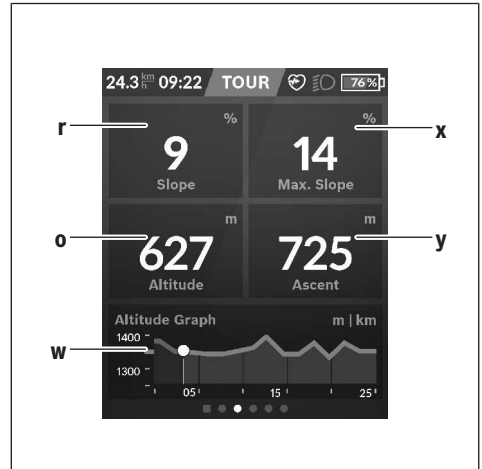 24.3 km/h 09:22 TOUR 76%
r % % x
9 14
Slope Max. Slope
o m m y
627 725
Altitude Ascent
Altitude Graph m | km
w 1400
1300
05' 15' 25'